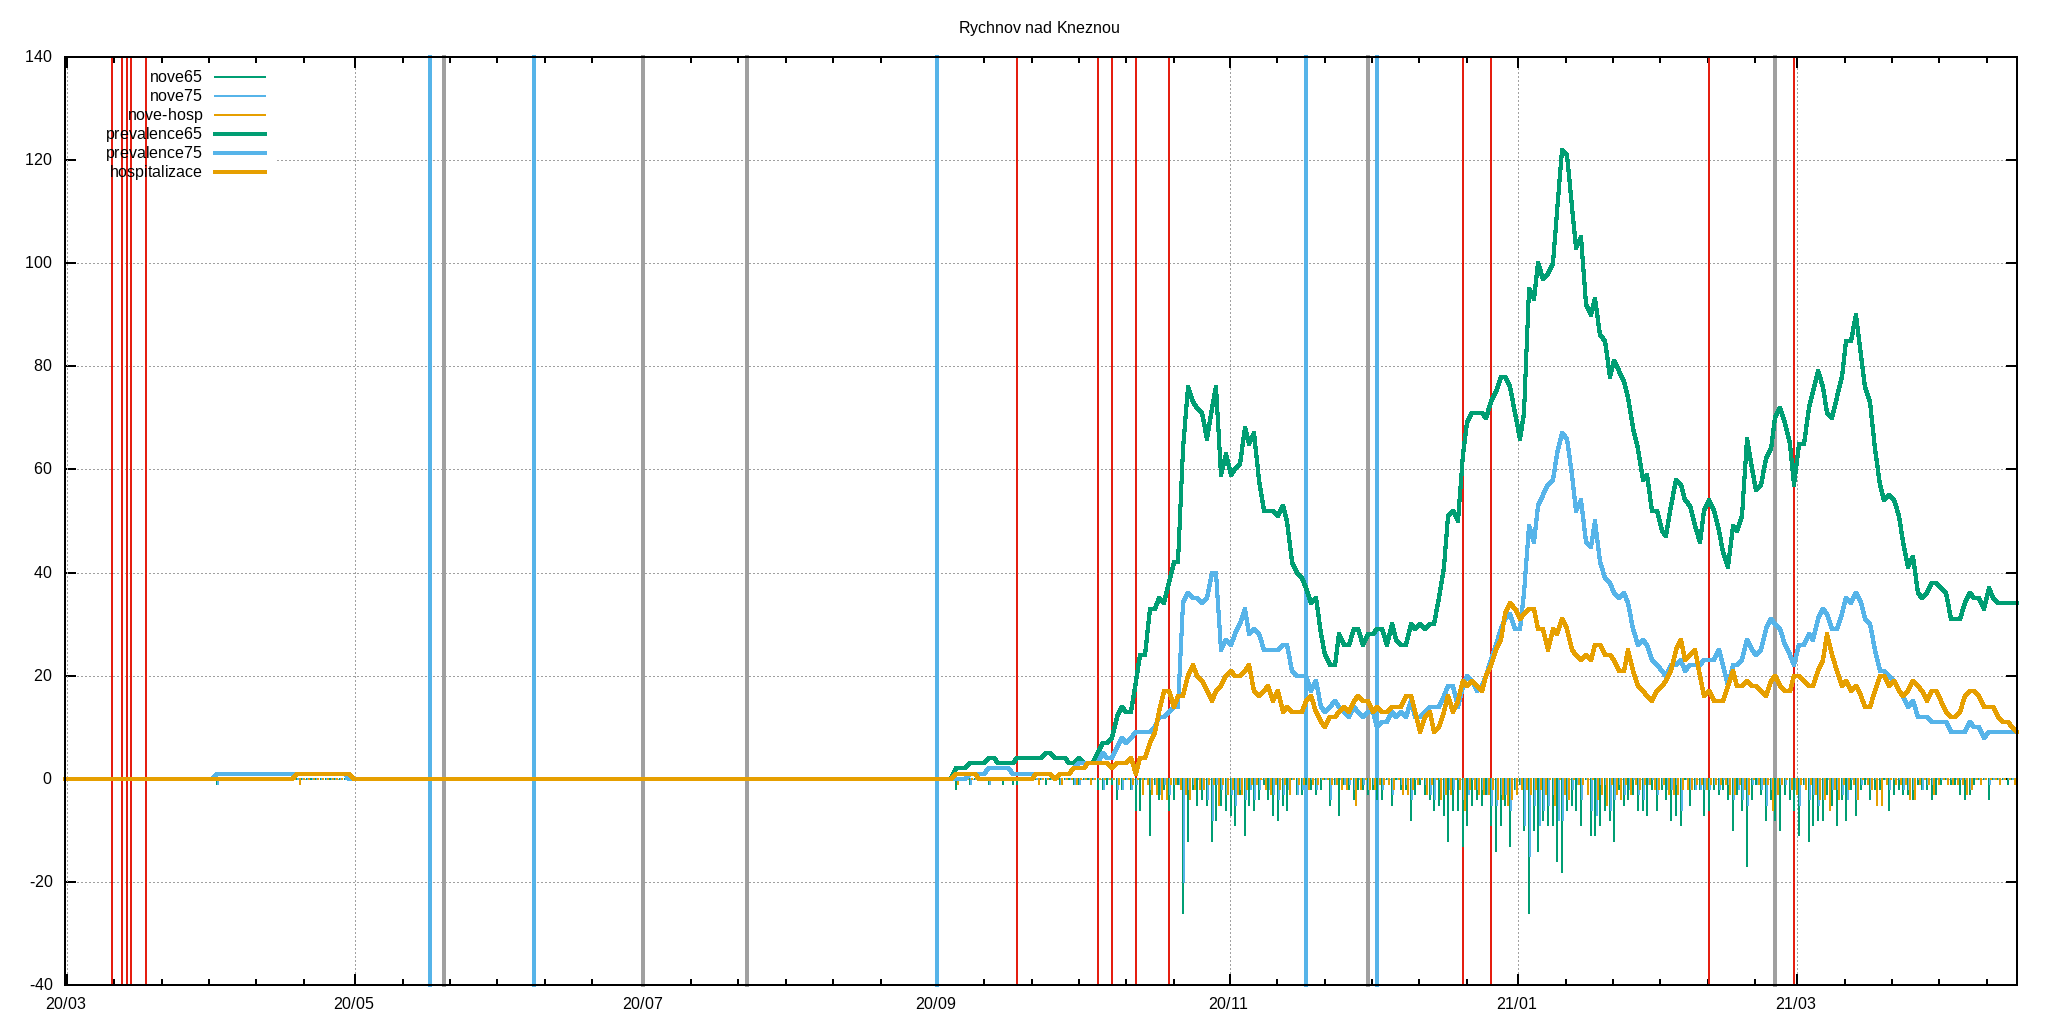 Rychnov nad Kneznou
140
120
100
80
60
40
20
0
-20
-40
nove65
nove75
nove-hosp
prevalence65
prevalence75
hospitalizace
20/03 20/05 20/07 20/09 20/11 21/01 21/03